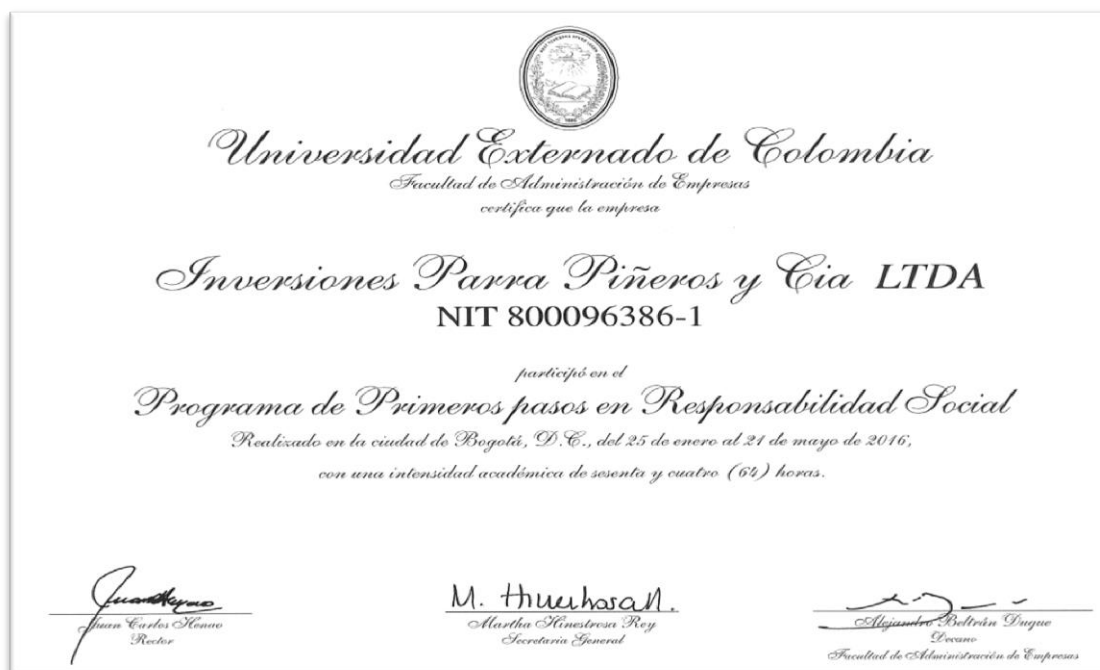 Universidad Externado de Colombia
Facultad de Administración de Empresas
certifica que la empresa
Inversiones Parra Piñeros y Cia LTDA
NIT 800096386-1
participó en el
Programa de Primeros pasos en Responsabilidad Social
Realizado en la ciudad de Bogotá, D.C., del 25 de enero al 21 de mayo de 2016,
con una intensidad académica de sesenta y cuatro (64) horas.
Juan Carlos Henao
Rector
M. Hinestrosa R.
Martha Hinestrosa Rey
Secretaria General
Alejandro Beltrán Duque
Decano
Facultad de Administración de Empresas